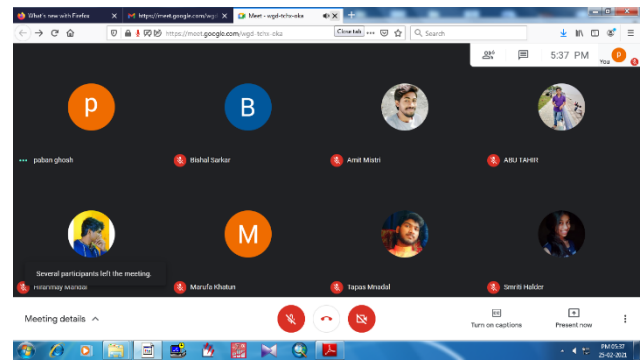 What's new with Firefox
https://meet.google.com/wgd
Meet - wgd-tchv-oka
https://meet.google.com/wgd-tchv-oka
Close tab
Search
5:37 PM
You
P
p
B
paban ghosh
Bishal Sarkar
Amit Mistri
ABU TAHIR
M
Several participants left the meeting.
Marufa Khatun
Tapas Mnadal
Smriti Halder
Meeting details
Turn on captions
Present now
PM 05:37
25-02-2021